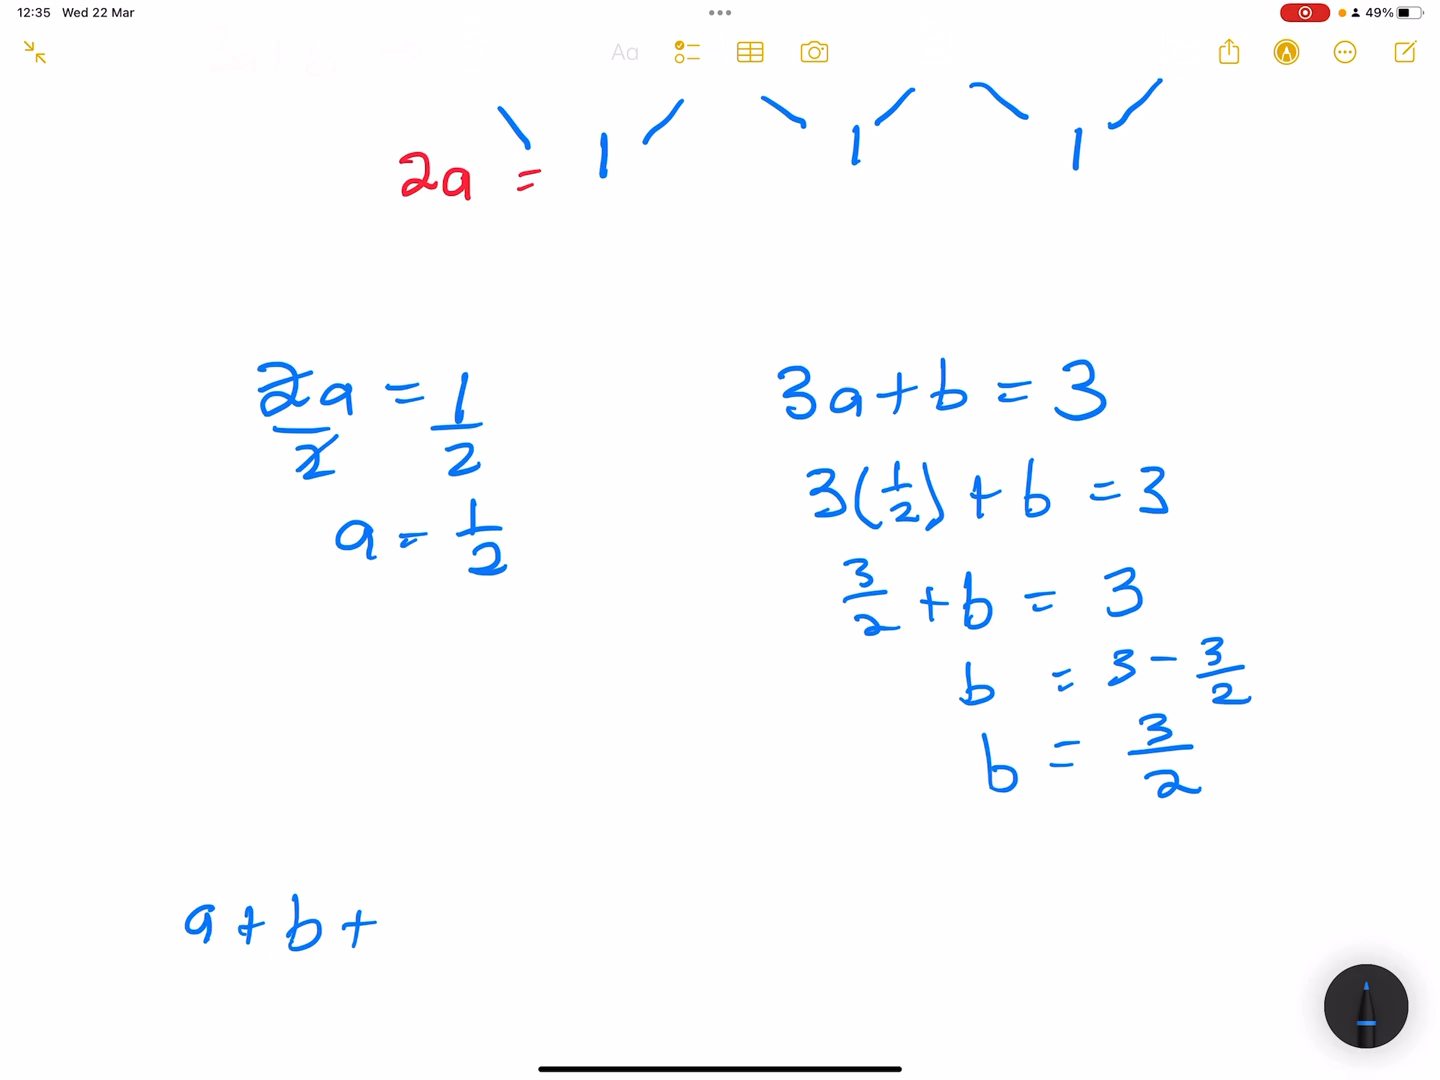 12:35 Wed 22 Mar
49%
Aa
1 1 1
2a =
2a/2 = 1/2
a = 1/2
3a + b = 3
3(1/2) + b = 3
3/2 + b = 3
b = 3 - 3/2
b = 3/2
a + b +